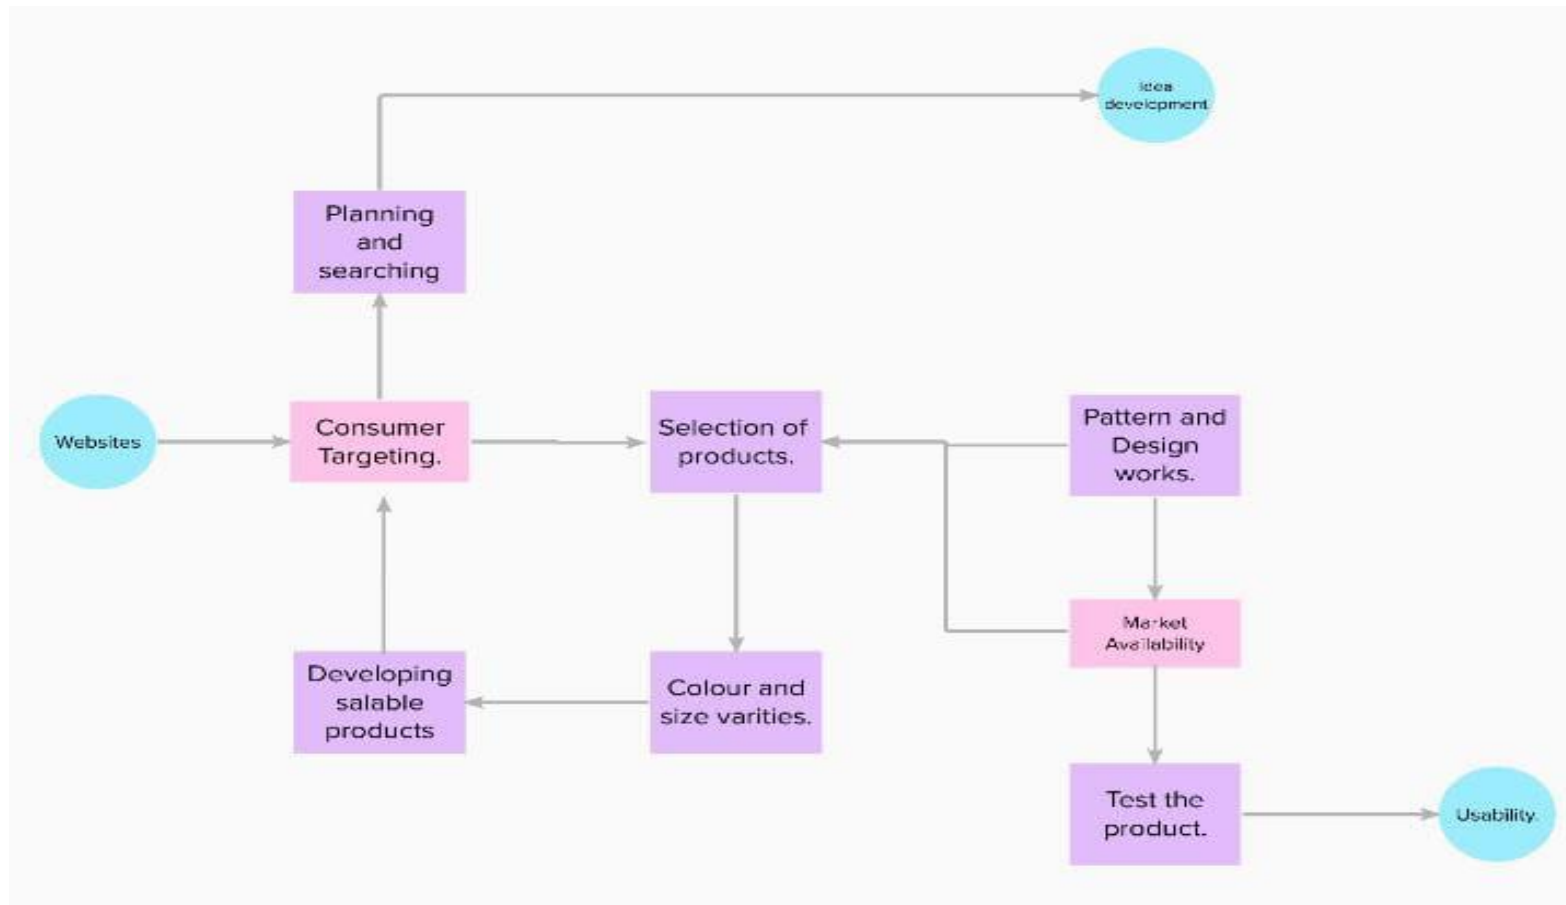 Idea
development
Planning
and
searching
Websites
Consumer
Targeting.
Selection of
products.
Pattern and
Design
works.
Market
Availability
Developing
salable
products
Colour and
size varities.
Test the
product.
Usability.